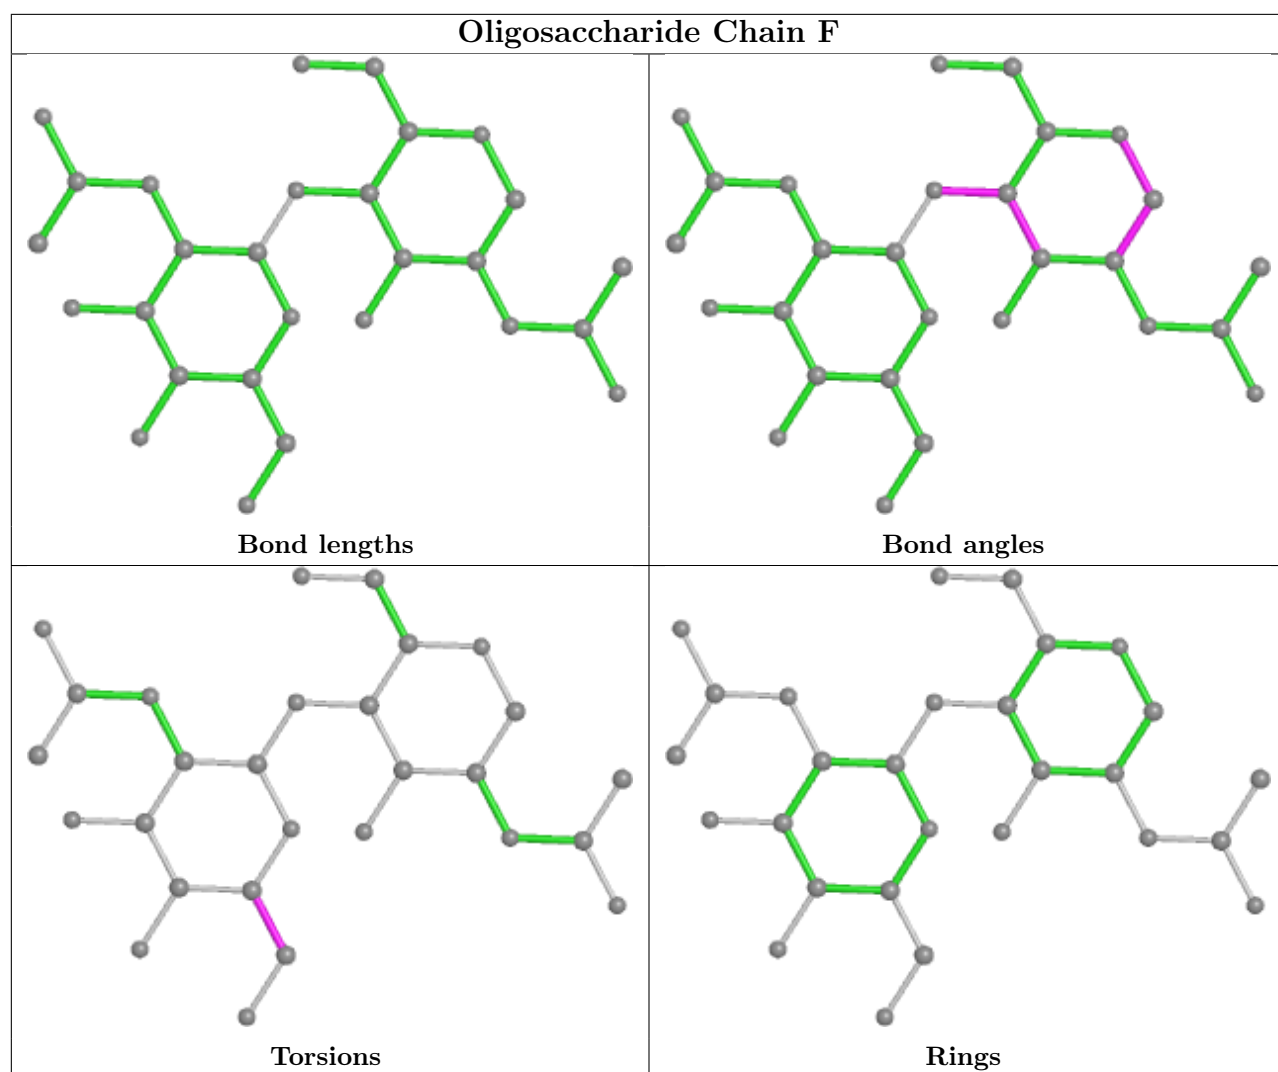 Oligosaccharide Chain F
Bond lengths
Bond angles
Torsions
Rings